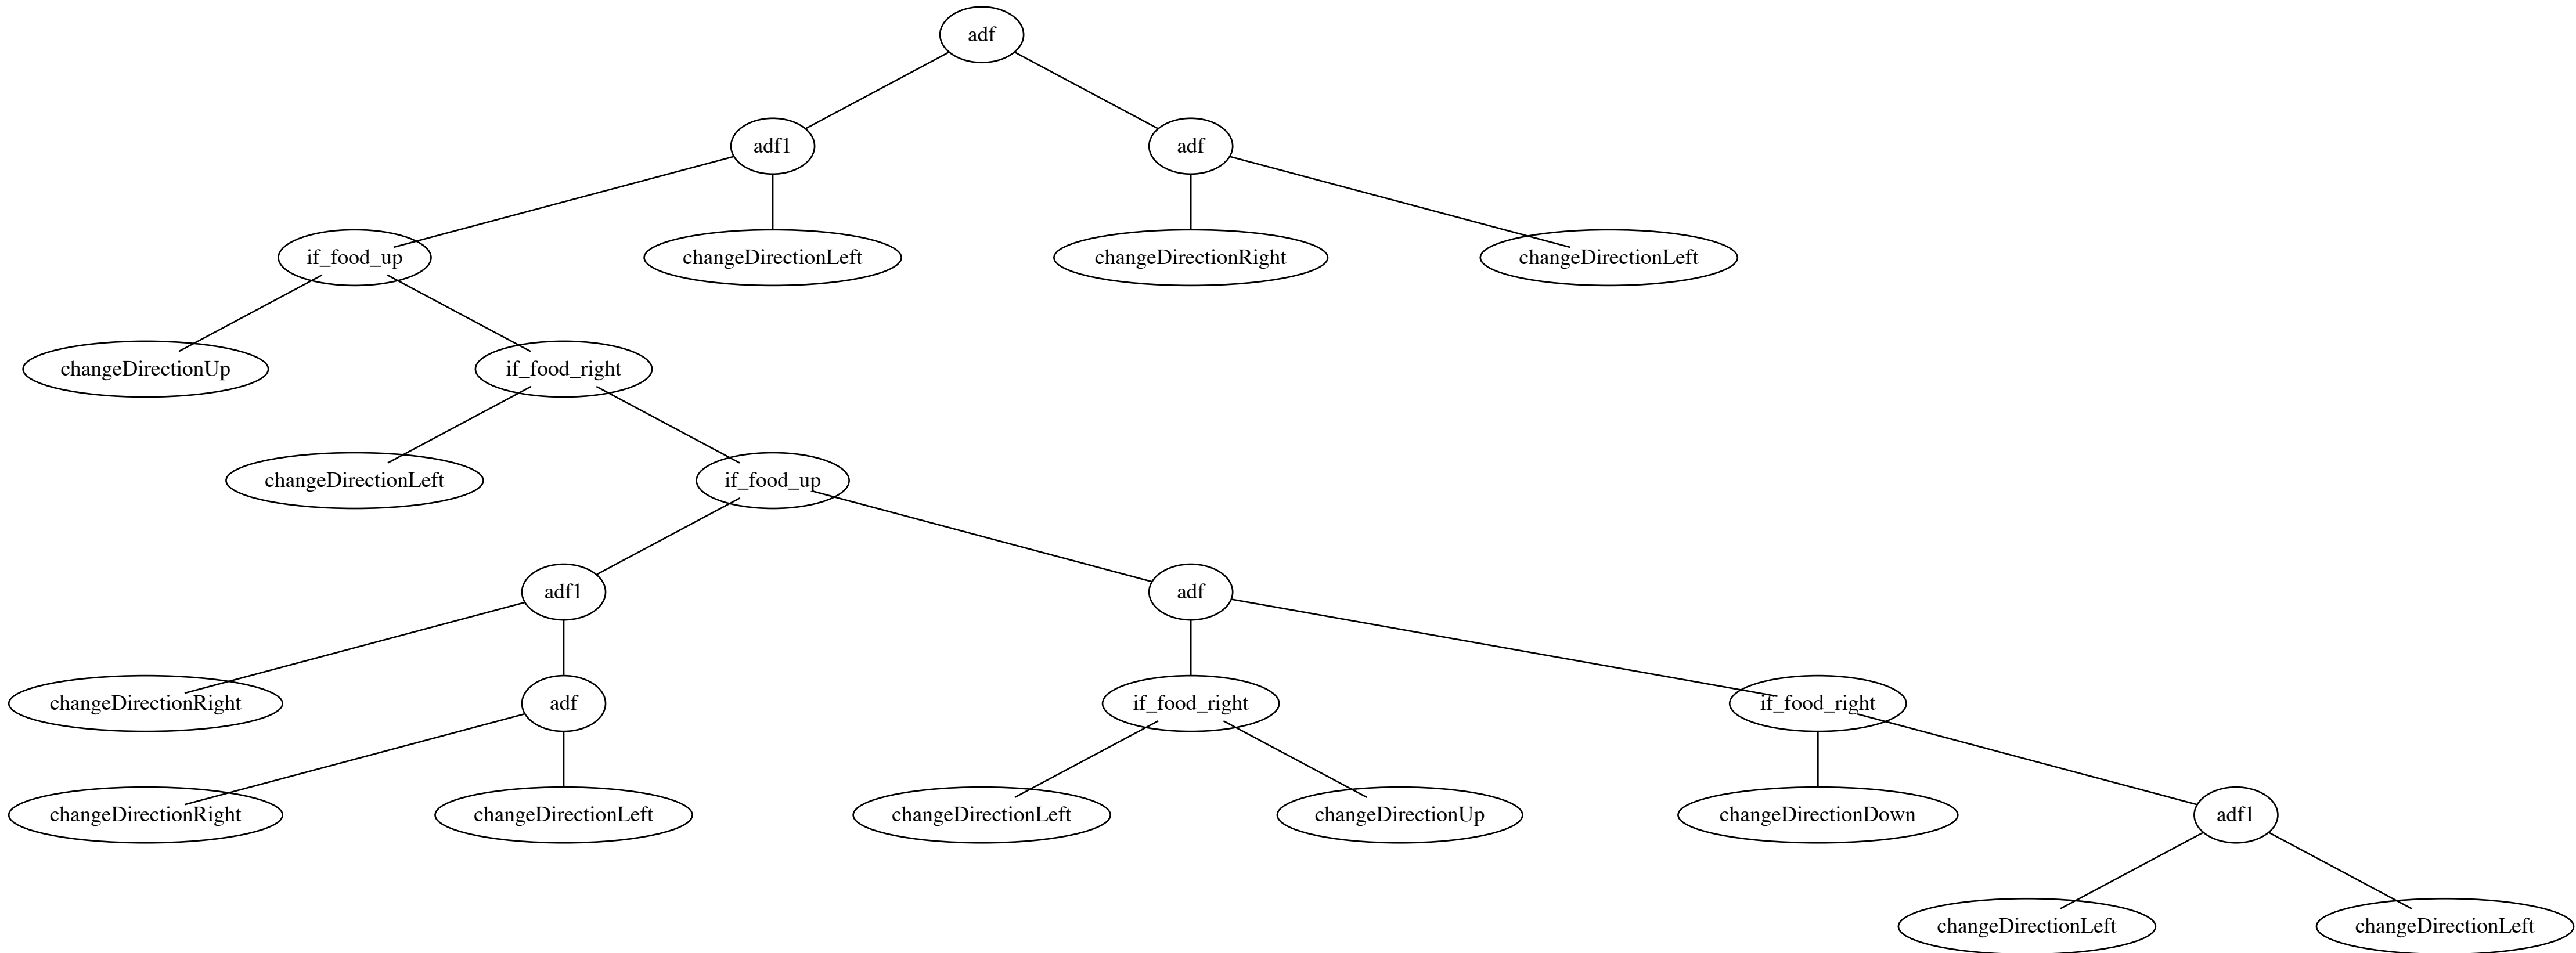 adf
adf1
adf
if_food_up
changeDirectionLeft
changeDirectionRight
changeDirectionLeft
changeDirectionUp
if_food_right
changeDirectionLeft
if_food_up
adf1
adf
changeDirectionRight
adf
if_food_right
if_food_right
changeDirectionRight
changeDirectionLeft
changeDirectionLeft
changeDirectionUp
changeDirectionDown
adf1
changeDirectionLeft
changeDirectionLeft